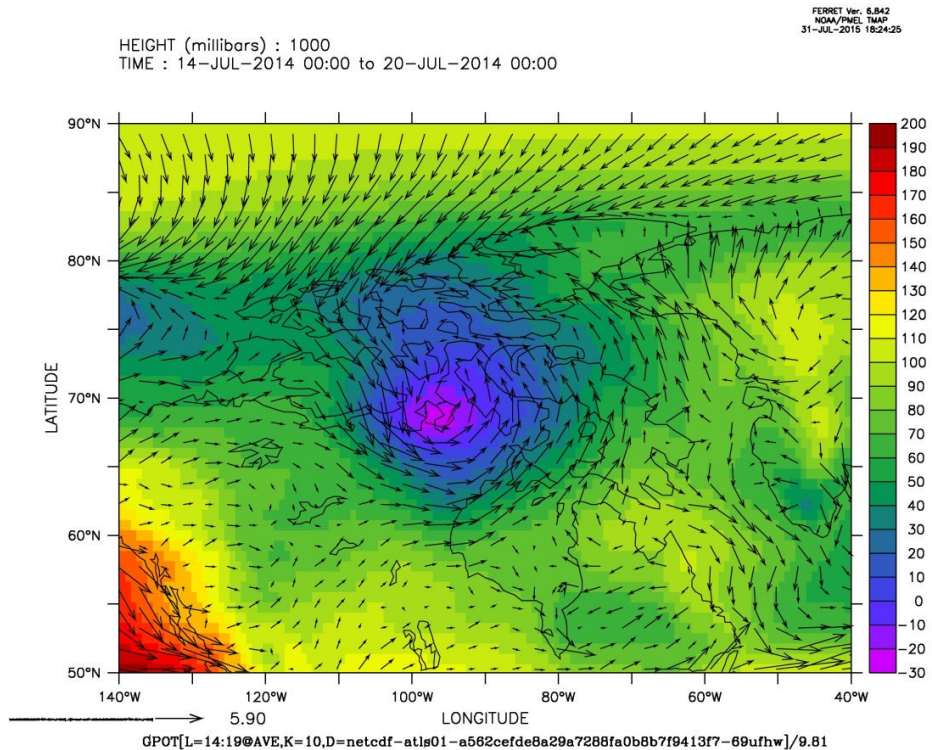 FERRET Ver. 6.842
NOAA/PMEL TMAP
31-JUL-2015 18:24:25
HEIGHT (millibars) : 1000
TIME : 14-JUL-2014 00:00 to 20-JUL-2014 00:00
90°N
80°N
70°N
60°N
50°N
LATITUDE
140°W
120°W
100°W
80°W
60°W
40°W
LONGITUDE
200
190
180
170
160
150
140
130
120
110
100
90
80
70
60
50
40
30
20
10
0
-10
-20
-30
5.90
GPOT[L=14:19@AVE,K=10,D=netcdf-atls01-a562cefde8a29a7288fa0b8b7f9413f7-69ufhw]/9.81